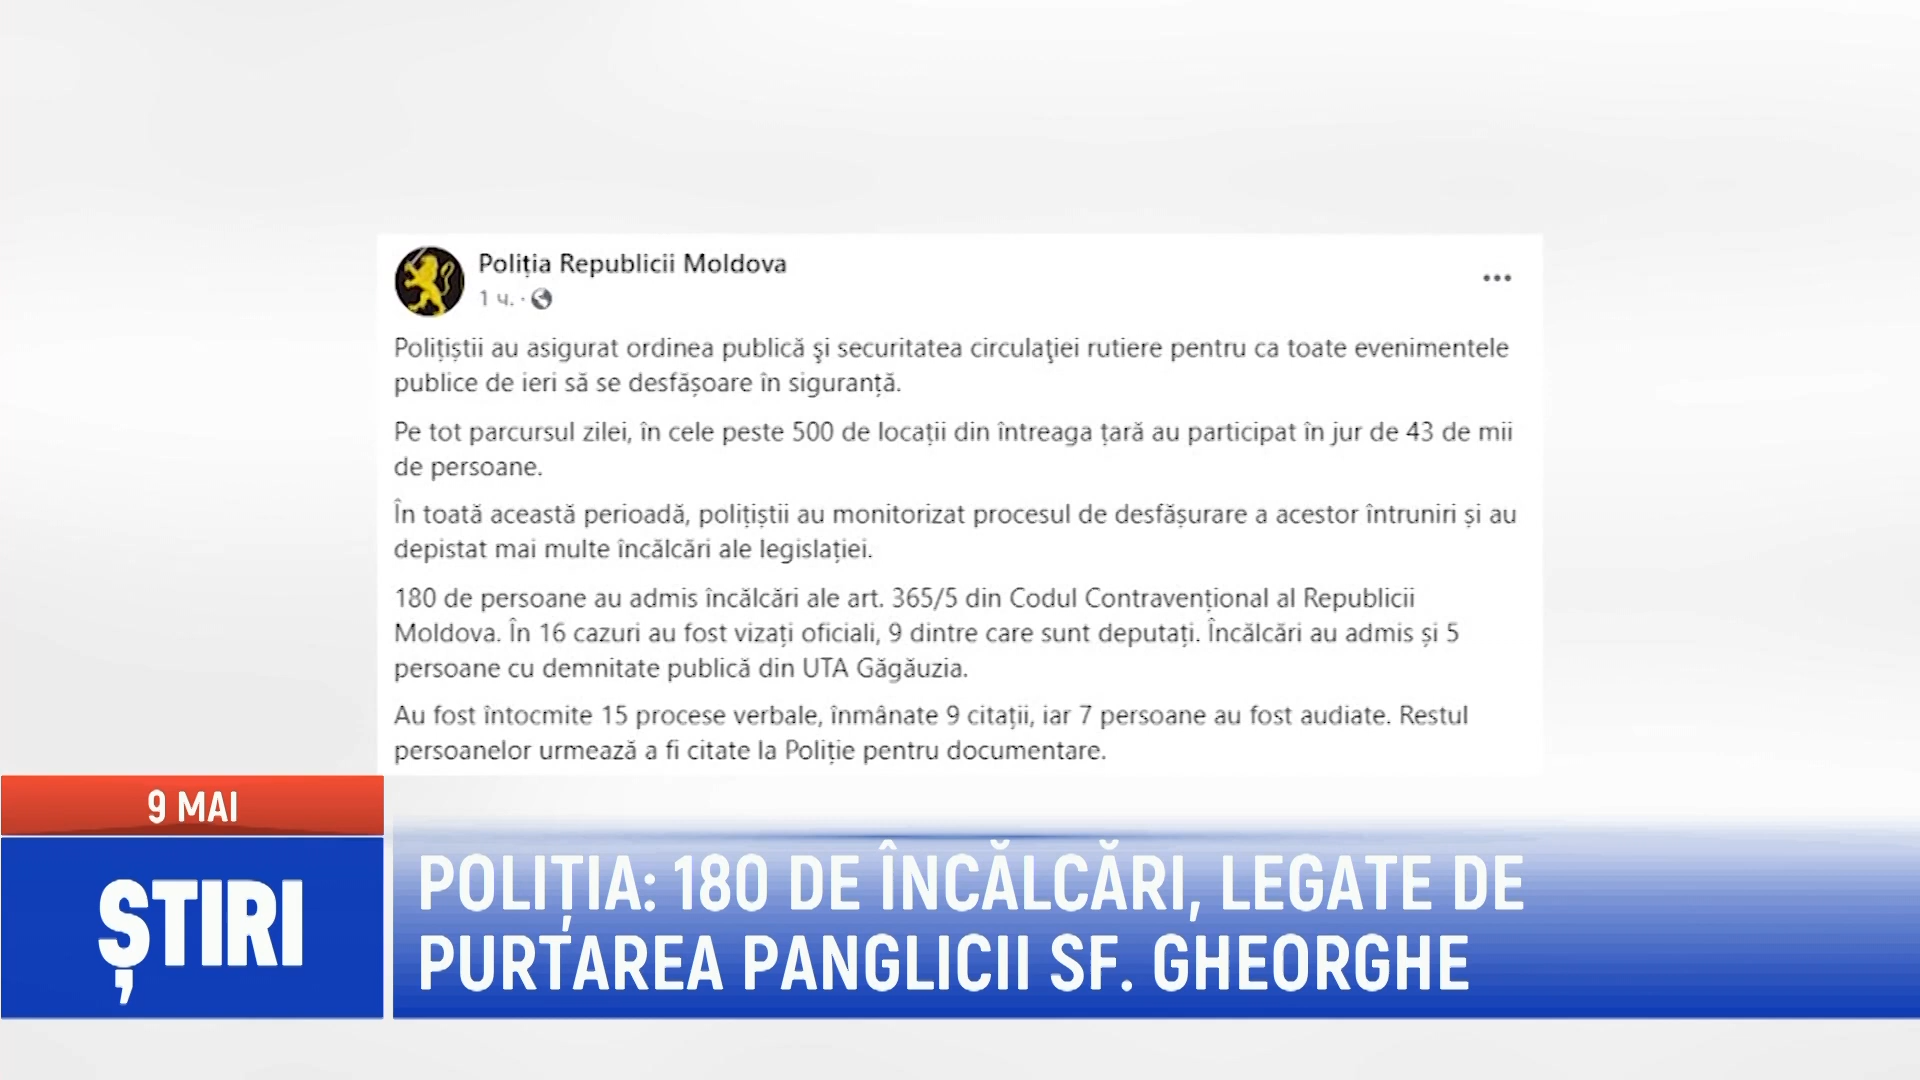 Poliția Republicii Moldova
1 ч. ·
Polițiștii au asigurat ordinea publică şi securitatea circulaţiei rutiere pentru ca toate evenimentele
publice de ieri să se desfășoare în siguranță.
Pe tot parcursul zilei, în cele peste 500 de locații din întreaga țară au participat în jur de 43 de mii
de persoane.
În toată această perioadă, polițiștii au monitorizat procesul de desfășurare a acestor întruniri și au
depistat mai multe încălcări ale legislației.
180 de persoane au admis încălcări ale art. 365/5 din Codul Contravențional al Republicii
Moldova. În 16 cazuri au fost vizați oficiali, 9 dintre care sunt deputați. Încălcări au admis și 5
persoane cu demnitate publică din UTA Găgăuzia.
Au fost întocmite 15 procese verbale, înmânate 9 citații, iar 7 persoane au fost audiate. Restul
persoanelor urmează a fi citate la Poliție pentru documentare.
9 MAI
ȘTIRI
POLIȚIA: 180 DE ÎNCĂLCĂRI, LEGATE DE
PURTAREA PANGLICII SF. GHEORGHE